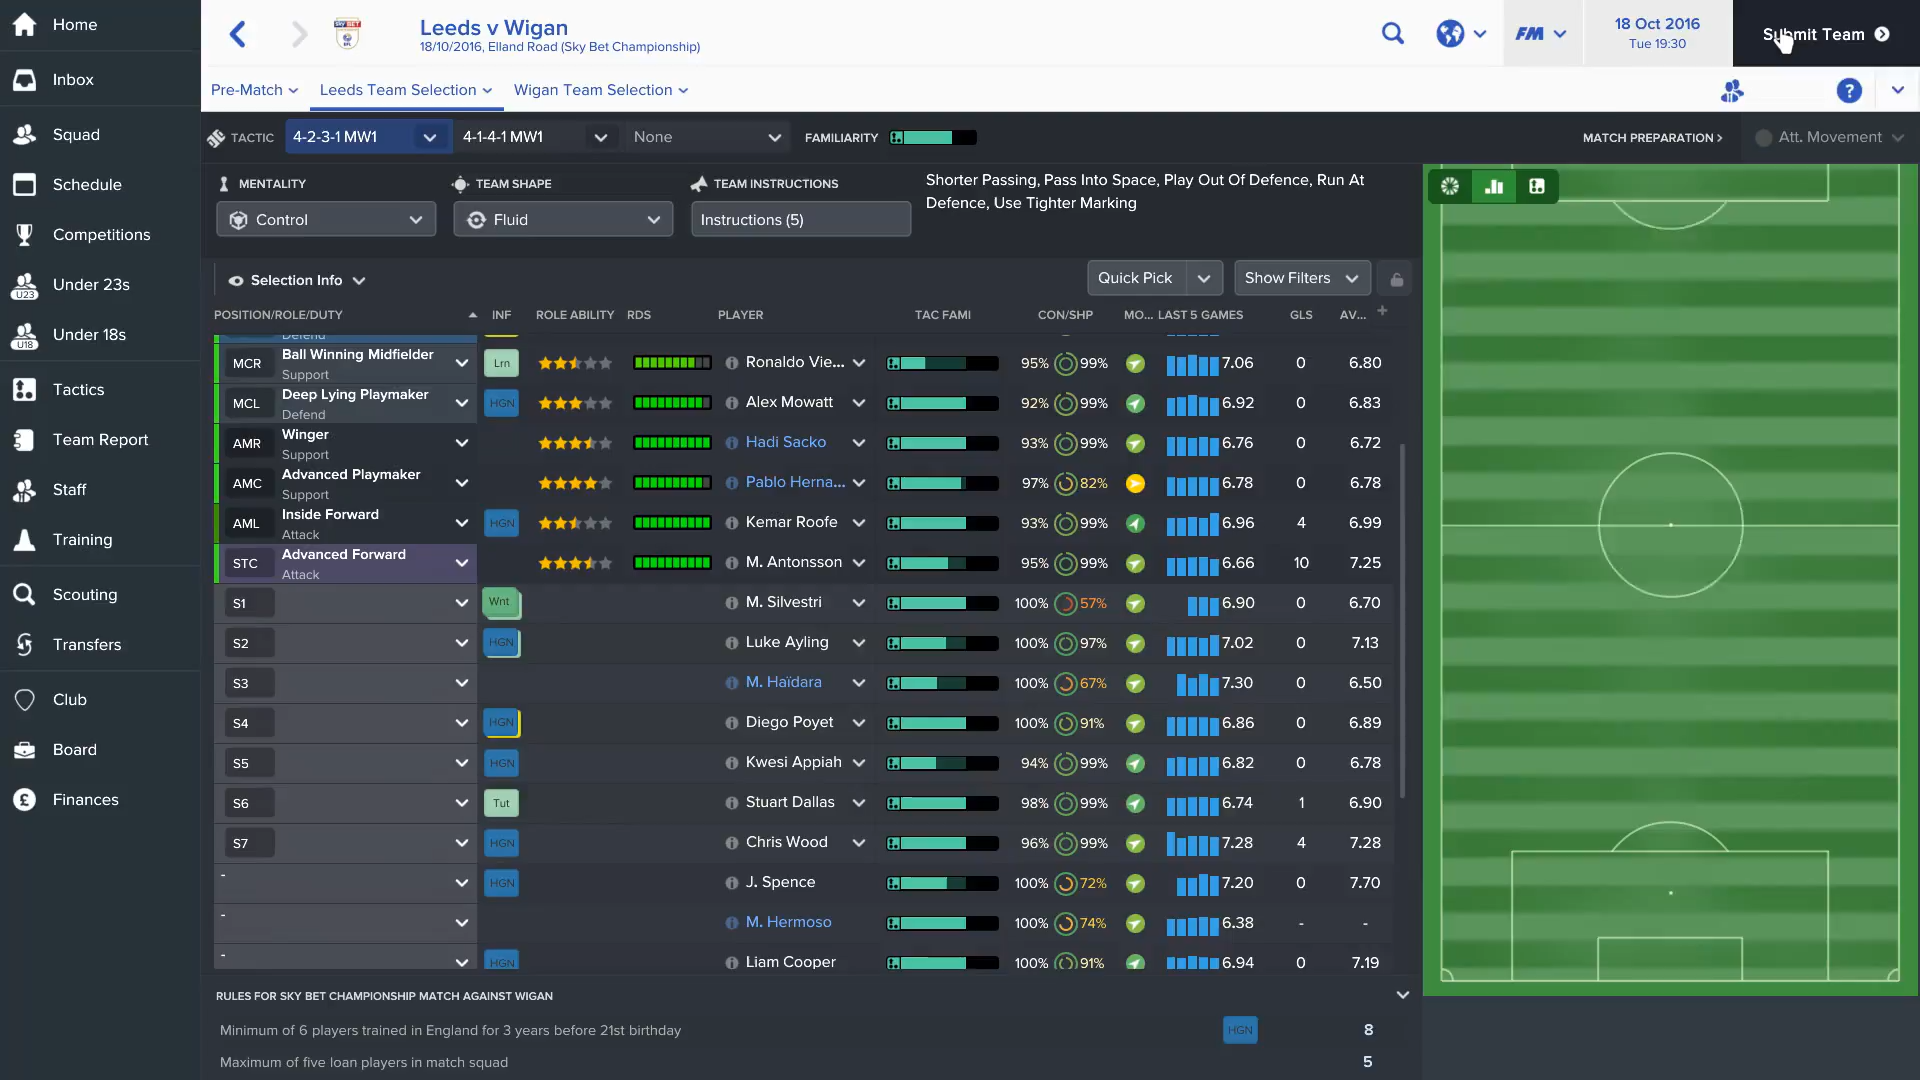 Home
Inbox
Squad
Schedule
Competitions
U23
Under 23s
U18
Under 18s
Tactics
Team Report
Staff
Training
Scouting
Transfers
Club
Board
Finances
SKY BET
EFL
Leeds v Wigan
18/10/2016, Elland Road (Sky Bet Championship)
FM
18 Oct 2016
Tue 19:30
Submit Team
Pre-Match
Leeds Team Selection
Wigan Team Selection
?
TACTIC
4-2-3-1 MW1
4-1-4-1 MW1
None
FAMILIARITY
MATCH PREPARATION >
Att. Movement
MENTALITY
TEAM SHAPE
TEAM INSTRUCTIONS
Control
Fluid
Instructions (5)
Shorter Passing, Pass Into Space, Play Out Of Defence, Run At
Defence, Use Tighter Marking
Selection Info
Quick Pick
Show Filters
POSITION/ROLE/DUTY INF ROLE ABILITY RDS PLAYER TAC FAMI CON/SHP MO... LAST 5 GAMES GLS AV... +
Defend
MCR Ball Winning Midfielder Support Lrn Ronaldo Vie... 95% 99% 7.06 0 6.80
MCL Deep Lying Playmaker Defend HGN Alex Mowatt 92% 99% 6.92 0 6.83
AMR Winger Support Hadi Sacko 93% 99% 6.76 0 6.72
AMC Advanced Playmaker Support Pablo Herna... 97% 82% 6.78 0 6.78
AML Inside Forward Attack HGN Kemar Roofe 93% 99% 6.96 4 6.99
STC Advanced Forward Attack M. Antonsson 95% 99% 6.66 10 7.25
S1 Wnt M. Silvestri 100% 57% 6.90 0 6.70
S2 HGN Luke Ayling 100% 97% 7.02 0 7.13
S3 M. Haïdara 100% 67% 7.30 0 6.50
S4 HGN Diego Poyet 100% 91% 6.86 0 6.89
S5 HGN Kwesi Appiah 94% 99% 6.82 0 6.78
S6 Tut Stuart Dallas 98% 99% 6.74 1 6.90
S7 HGN Chris Wood 96% 99% 7.28 4 7.28
- HGN J. Spence 100% 72% 7.20 0 7.70
- M. Hermoso 100% 74% 6.38 - -
- HGN Liam Cooper 100% 91% 6.94 0 7.19
RULES FOR SKY BET CHAMPIONSHIP MATCH AGAINST WIGAN
Minimum of 6 players trained in England for 3 years before 21st birthday HGN 8
Maximum of five loan players in match squad 5